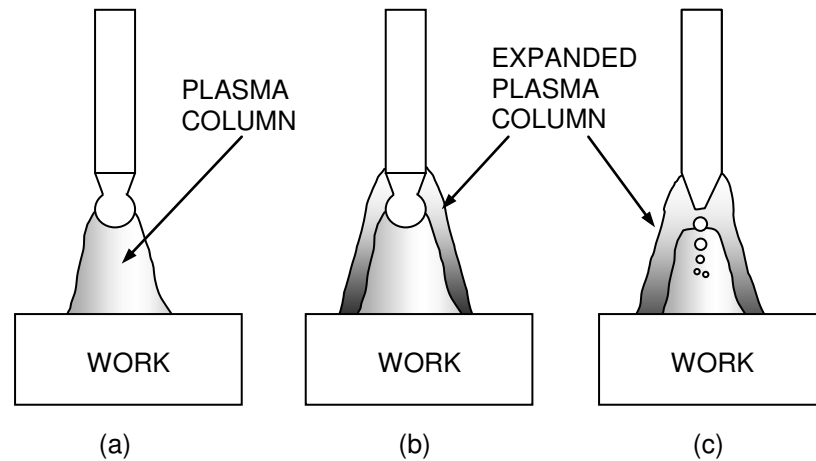 PLASMA
COLUMN
EXPANDED
PLASMA
COLUMN
WORK
WORK
WORK
(a)
(b)
(c)